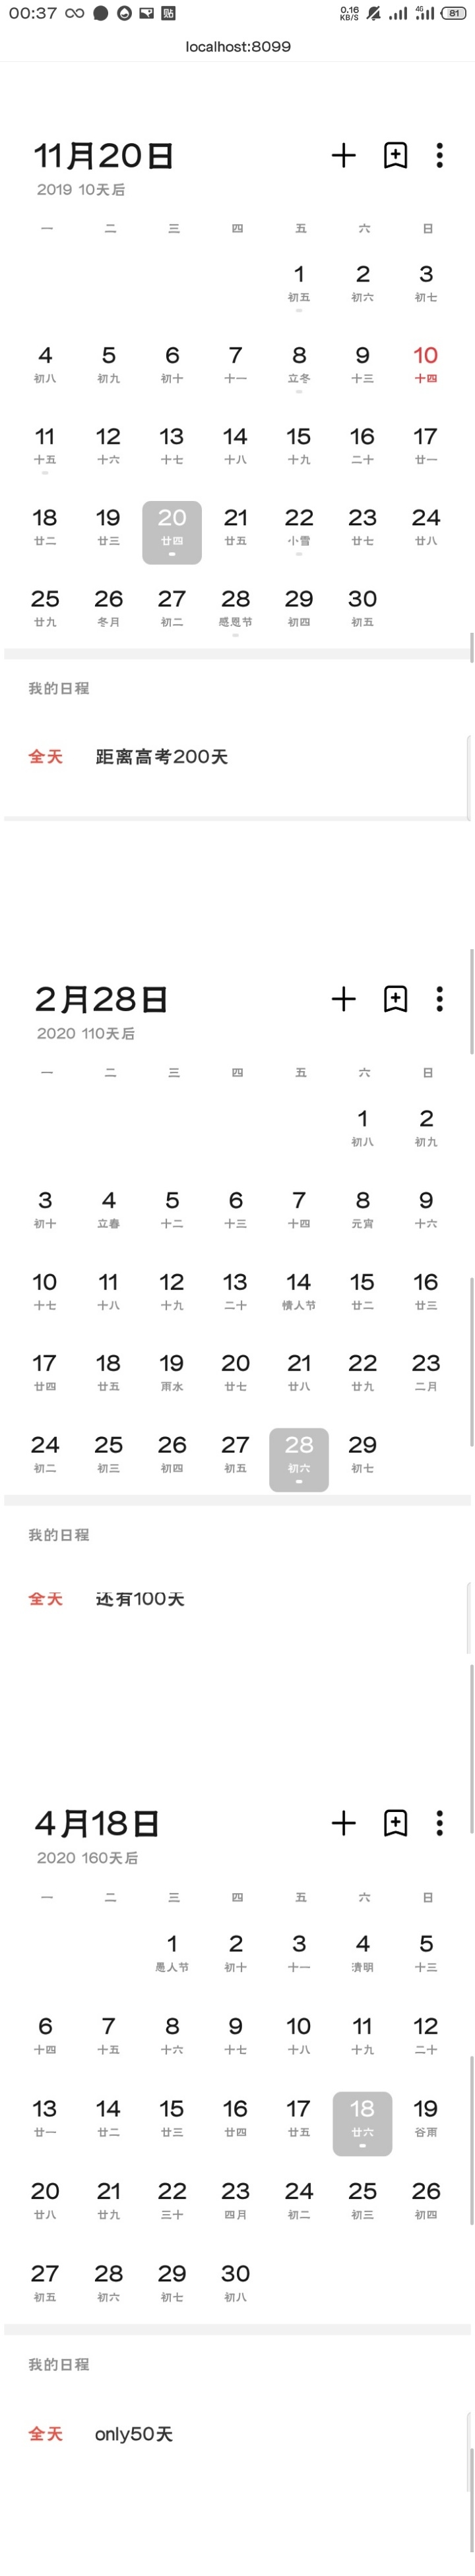 00:37 0.16 KB/S 4G 81
localhost:8099
11月20日
2019 10天后
一 二 三 四 五 六 日
1 2 3
初五 初六 初七
4 5 6 7 8 9 10
初八 初九 初十 十一 立冬 十三 十四
11 12 13 14 15 16 17
十五 十六 十七 十八 十九 二十 廿一
18 19 20 21 22 23 24
廿二 廿三 廿四 廿五 小雪 廿七 廿八
25 26 27 28 29 30
廿九 冬月 初二 感恩节 初四 初五
我的日程
全天 距离高考200天
2月28日
2020 110天后
一 二 三 四 五 六 日
1 2
初八 初九
3 4 5 6 7 8 9
初十 立春 十二 十三 十四 元宵 十六
10 11 12 13 14 15 16
十七 十八 十九 二十 情人节 廿二 廿三
17 18 19 20 21 22 23
廿四 廿五 雨水 廿七 廿八 廿九 二月
24 25 26 27 28 29
初二 初三 初四 初五 初六 初七
我的日程
全天 还有100天
4月18日
2020 160天后
一 二 三 四 五 六 日
1 2 3 4 5
愚人节 初十 十一 清明 十三
6 7 8 9 10 11 12
十四 十五 十六 十七 十八 十九 二十
13 14 15 16 17 18 19
廿一 廿二 廿三 廿四 廿五 廿六 谷雨
20 21 22 23 24 25 26
廿八 廿九 三十 四月 初二 初三 初四
27 28 29 30
初五 初六 初七 初八
我的日程
全天 only50天